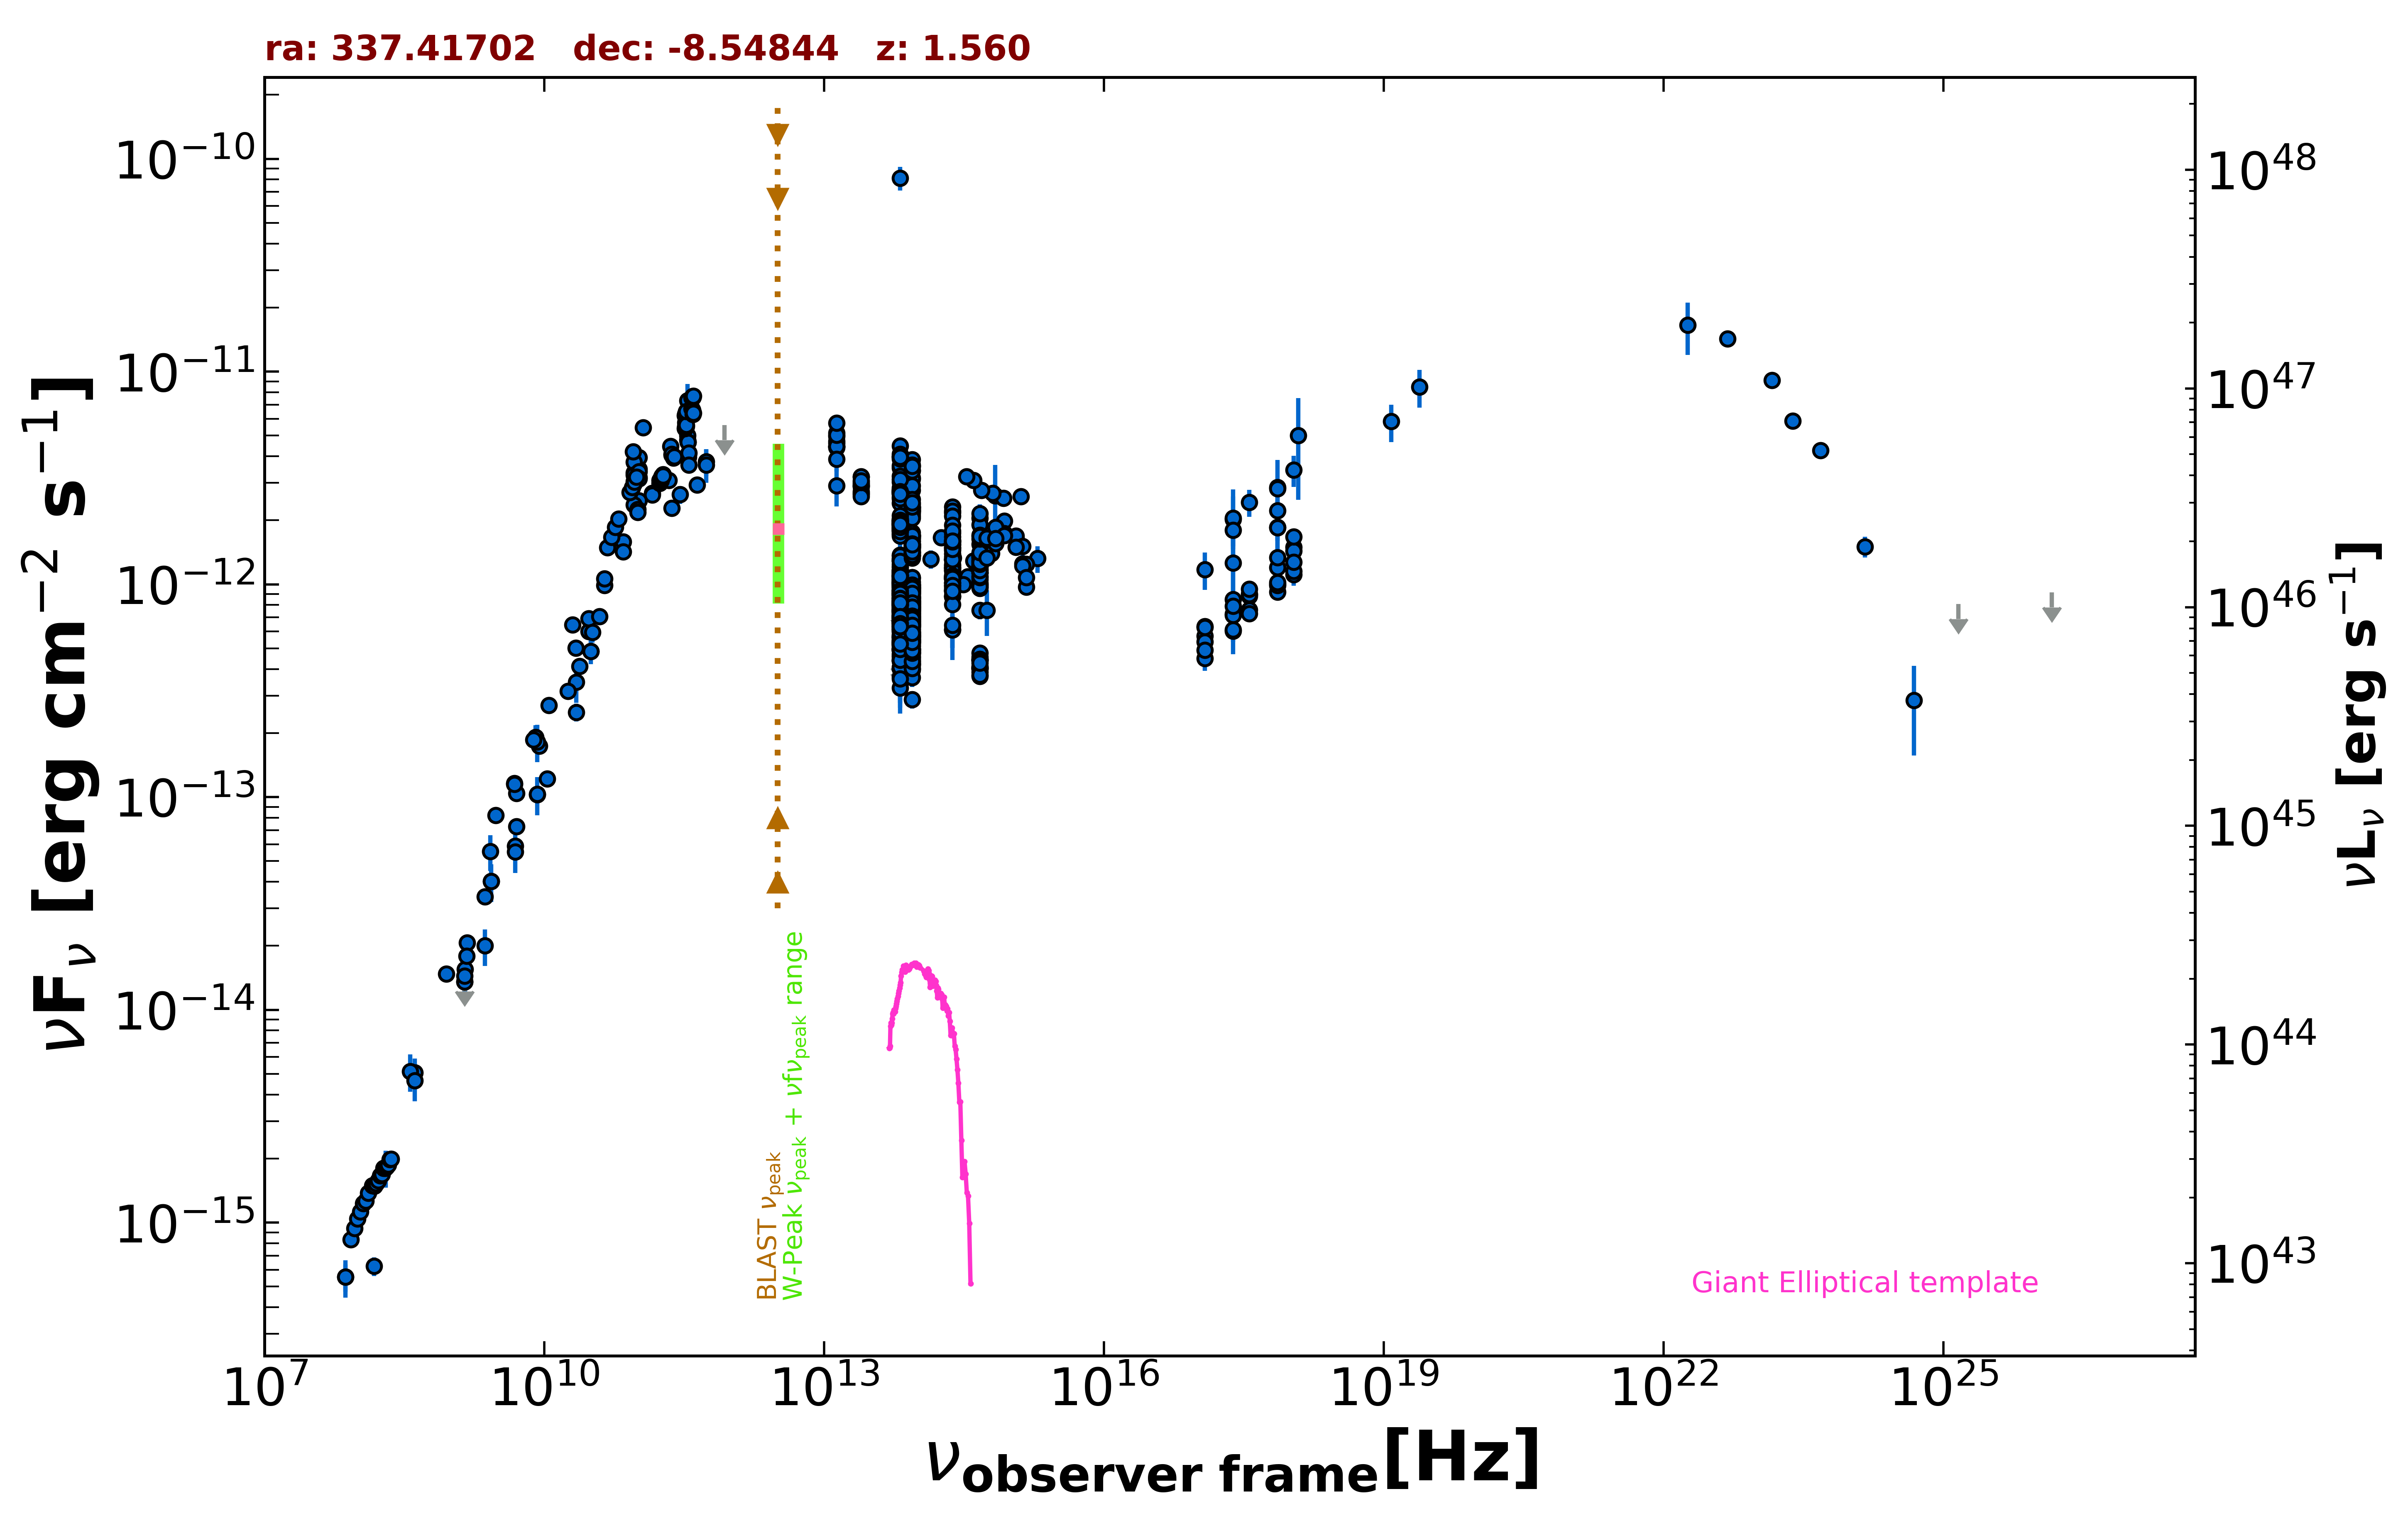 ra: 337.41702 dec: -8.54844 z: 1.560
νFν [erg cm−2 s−1]
10−10
10−11
10−12
10−13
10−14
10−15
1048
1047
1046
1045
1044
1043
νLν [erg s−1]
BLAST νpeak
W-Peak νpeak + νfνpeak range
Giant Elliptical template
107 1010 1013 1016 1019 1022 1025
νobserver frame[Hz]